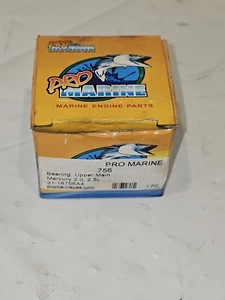 PRO
MARINE
PRO
MARINE
MARINE ENGINE PARTS
PRO MARINE
756
Bearing, Upper Main
Mercury 2.0, 2.5L
31-16756A4
1 PC